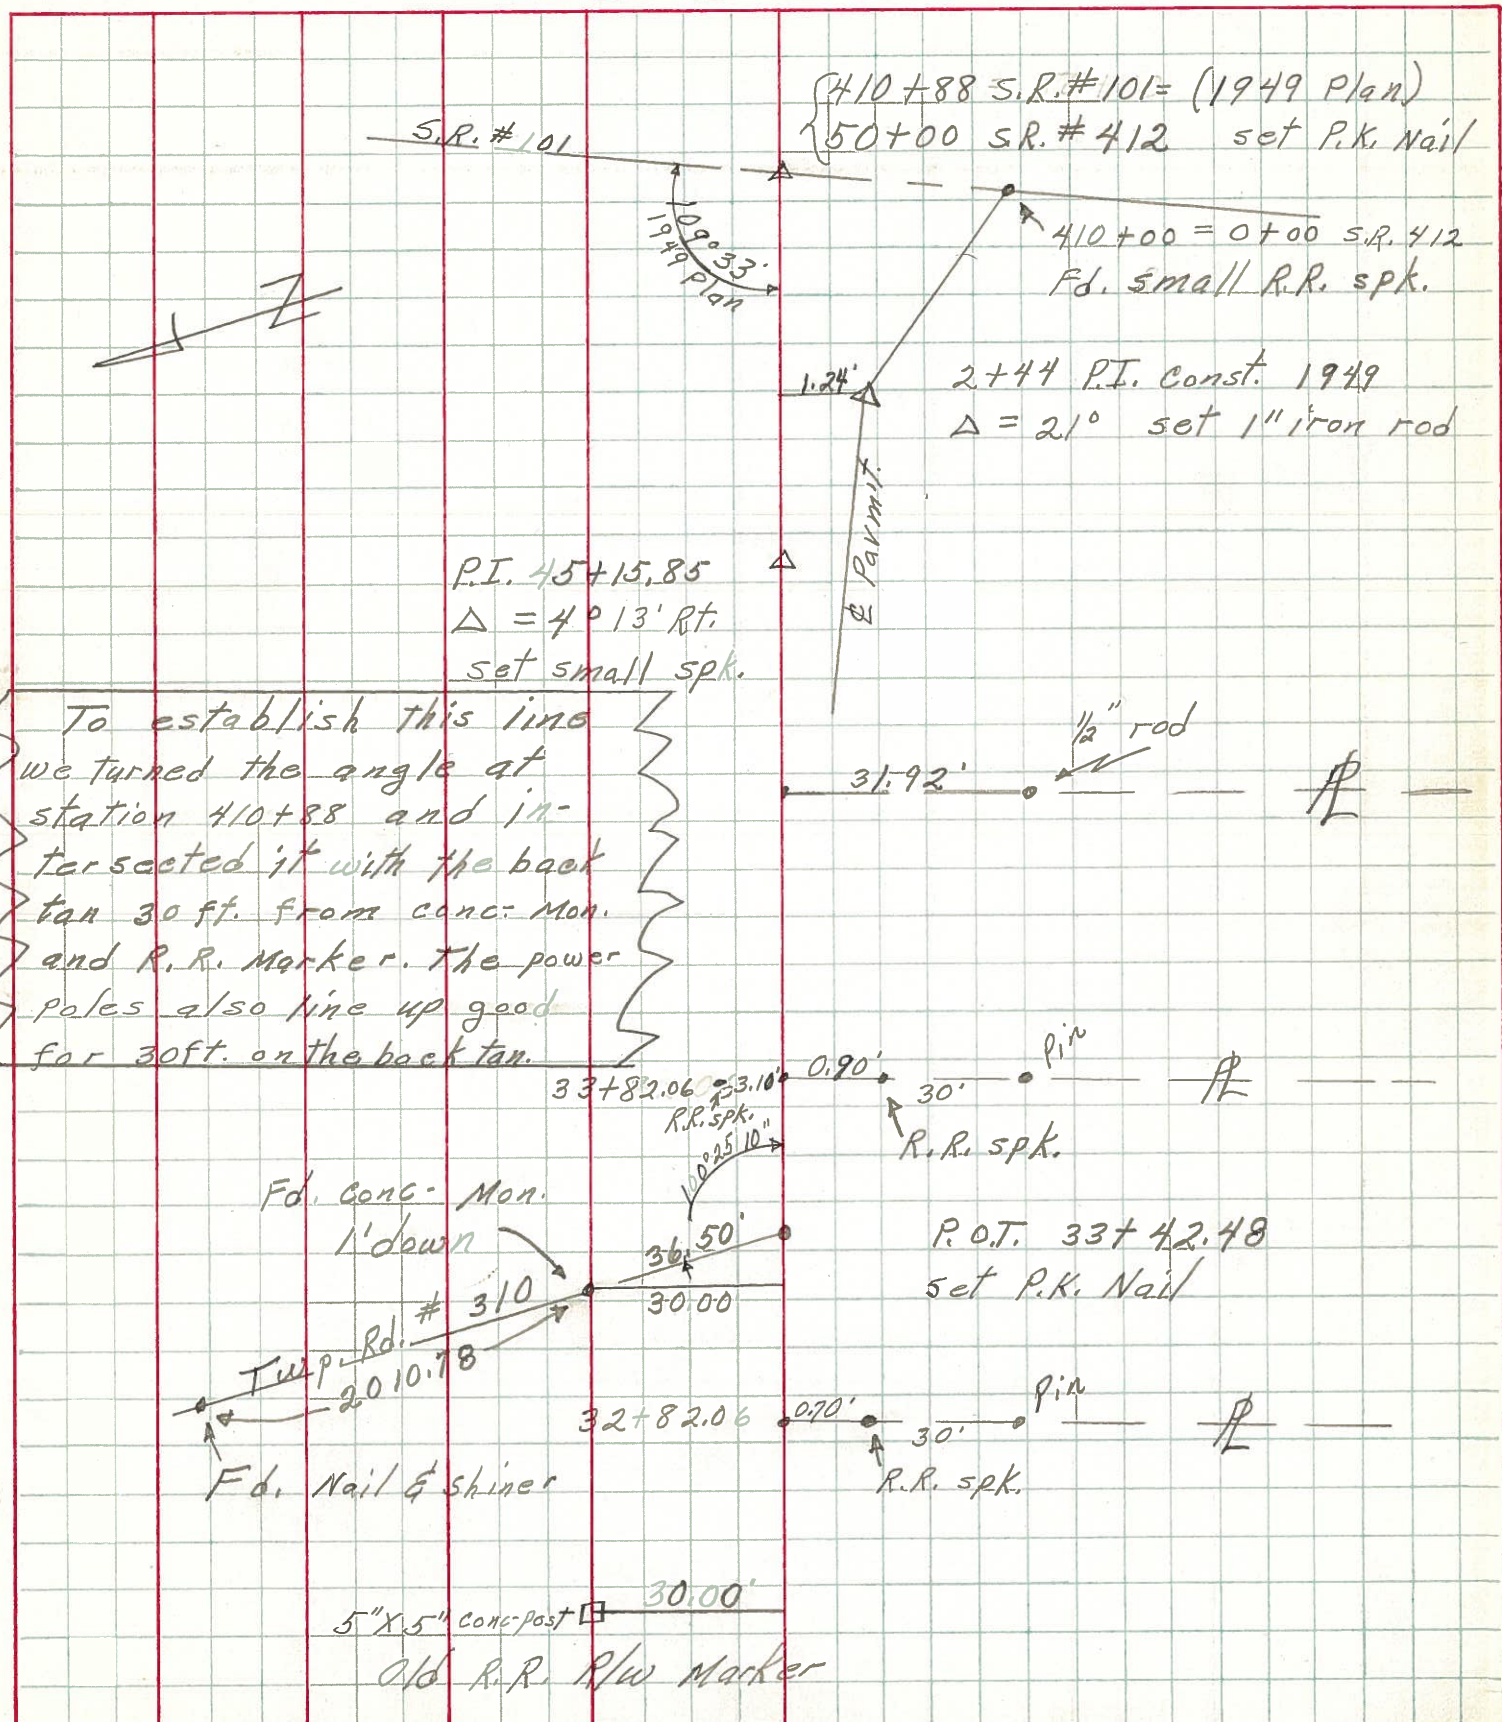 410+88 S.R.#101= (1949 Plan)
50+00 S.R.#412 set P.K. Nail
S.R. #101
109°33'
1949 Plan
410+00 = 0+00 S.R. 412
Fd. small R.R. spk.
N
1.24'
2+44 P.I. Const. 1949
Δ = 21° set 1" iron rod
℄ Pavm't.
P.I. 45+15.85
Δ = 4°13' Rt.
set small spk.
To establish this line
we turned the angle at
station 410+88 and in-
tersected it with the back
tan 30 ft. from conc- Mon.
and R.R. Marker. The power
poles also line up good
for 30ft. on the back tan.
1/2" rod
31.92'
PL
33+82.06
3.10'
R.R. spk.
0.90'
30'
Pin
PL
R.R. spk.
100°25'10"
Fd. conc- Mon.
1' down
36.50'
30.00
P.O.T. 33+42.48
set P.K. Nail
Twp. Rd. # 310
2010.78
32+82.06
0.70'
30'
Pin
PL
R.R. spk.
Fd. Nail & shiner
30.00'
5"X5" conc-post
Old R.R. R/W Marker